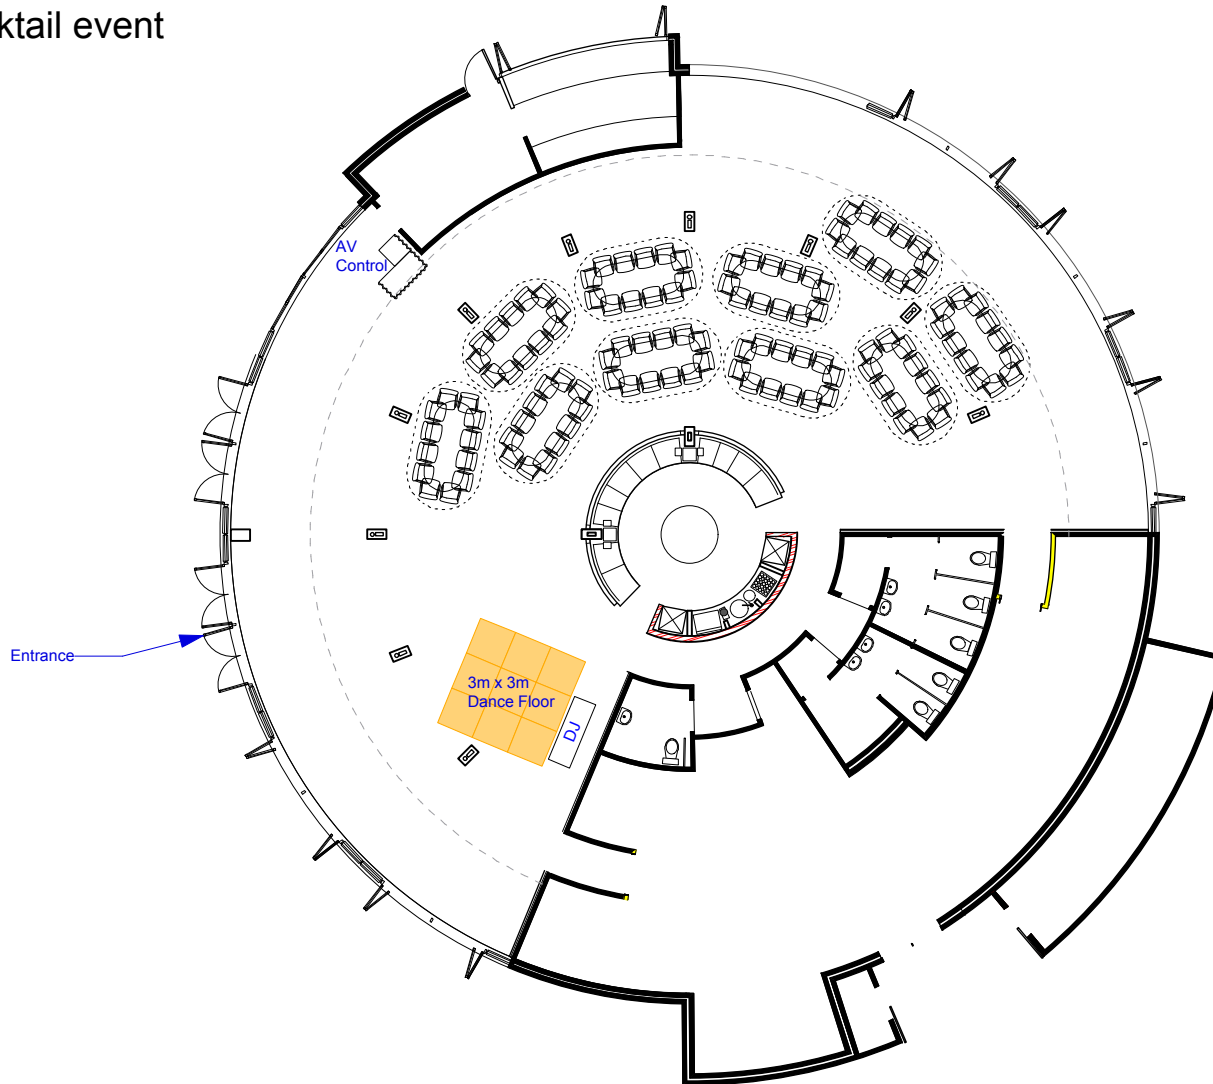 ktail event
AV
Control
Entrance
3m x 3m
Dance Floor
DJ